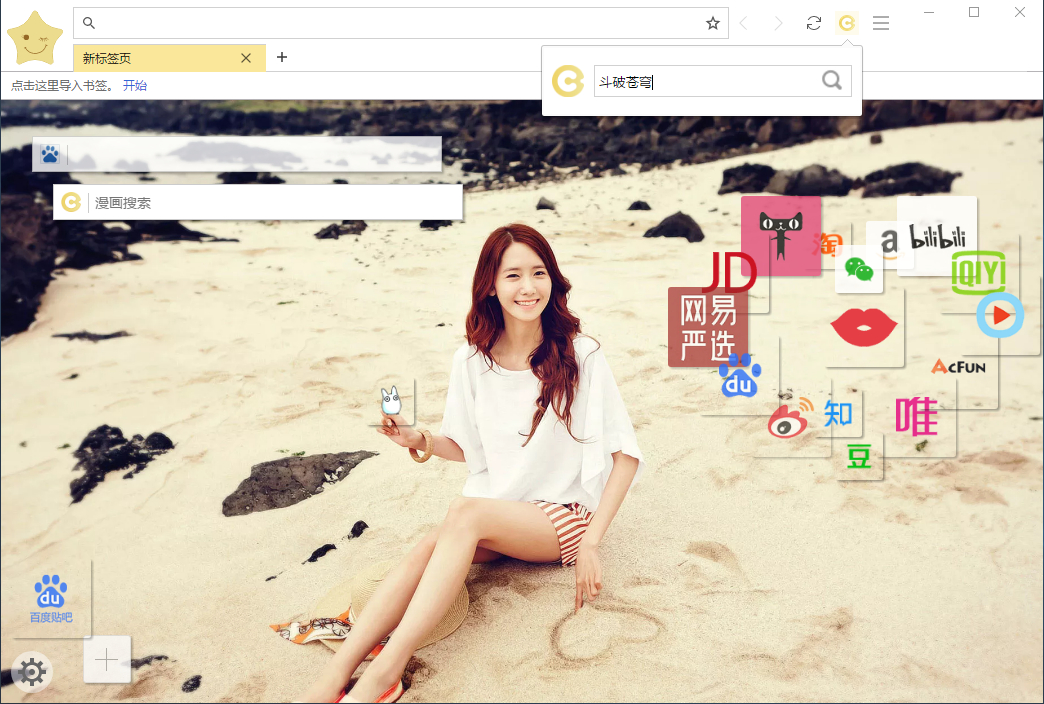 新标签页
点击这里导入书签。 开始
斗破苍穹
漫画搜索
淘
a
bilibili
JD
QIYI
网易
严选
du
ACFUN
知
唯
豆
du
百度贴吧